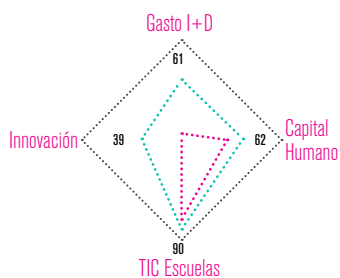 Gasto I+D
61
Innovación
39
62
Capital
Humano
90
TIC Escuelas